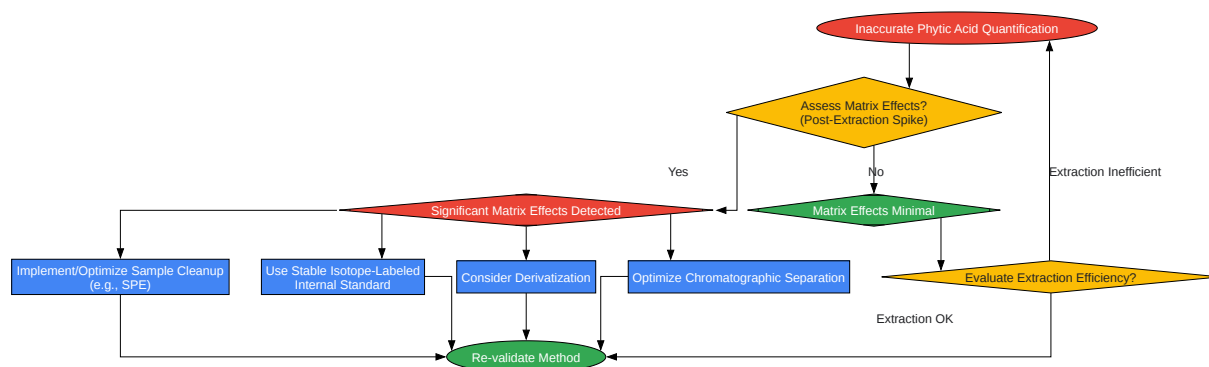 Inaccurate Phytic Acid Quantification
Assess Matrix Effects?
(Post-Extraction Spike)
Yes
No
Extraction Inefficient
Significant Matrix Effects Detected
Matrix Effects Minimal
Implement/Optimize Sample Cleanup
(e.g., SPE)
Use Stable Isotope-Labeled
Internal Standard
Consider Derivatization
Optimize Chromatographic Separation
Evaluate Extraction Efficiency?
Extraction OK
Re-validate Method